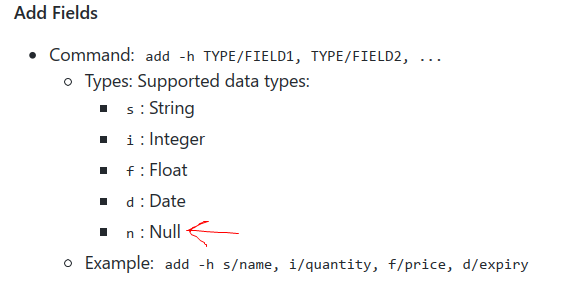 Add Fields
Command: add -h TYPE/FIELD1, TYPE/FIELD2, ...
Types: Supported data types:
s : String
i : Integer
f : Float
d : Date
n : Null
Example: add -h s/name, i/quantity, f/price, d/expiry